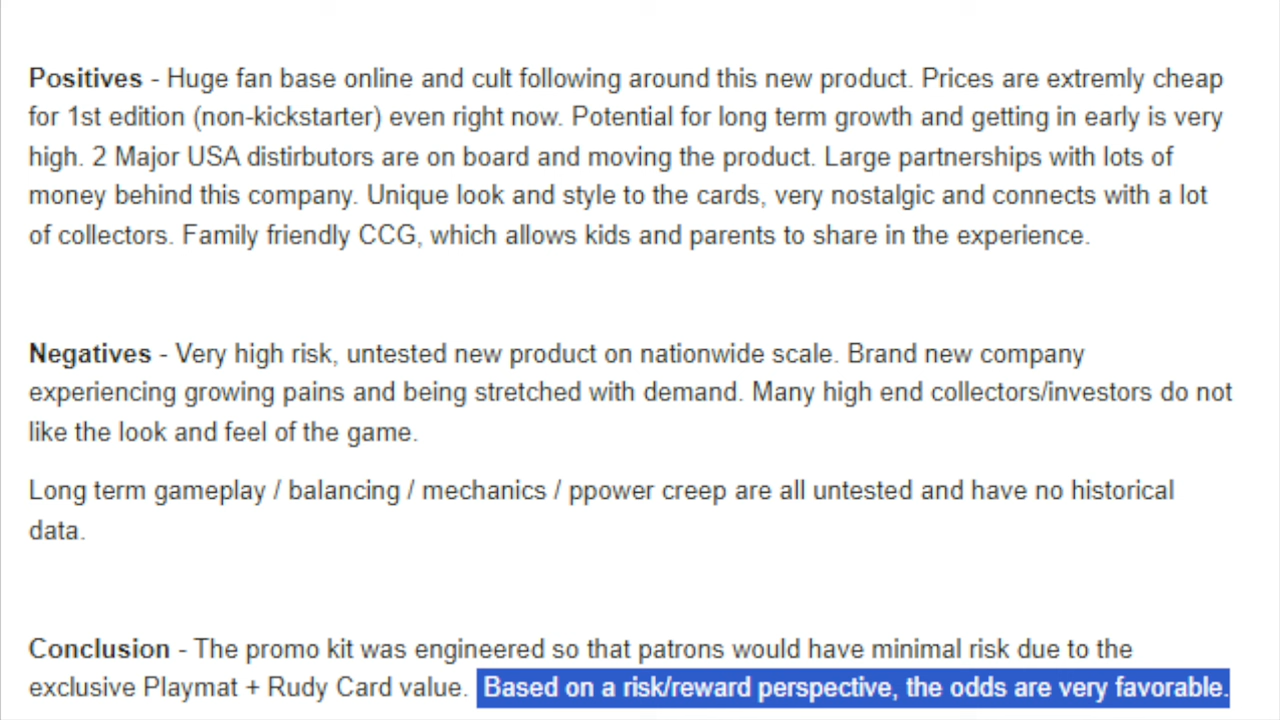 Positives - Huge fan base online and cult following around this new product. Prices are extremly cheap
for 1st edition (non-kickstarter) even right now. Potential for long term growth and getting in early is very
high. 2 Major USA distirbutors are on board and moving the product. Large partnerships with lots of
money behind this company. Unique look and style to the cards, very nostalgic and connects with a lot
of collectors. Family friendly CCG, which allows kids and parents to share in the experience.
Negatives - Very high risk, untested new product on nationwide scale. Brand new company
experiencing growing pains and being stretched with demand. Many high end collectors/investors do not
like the look and feel of the game.
Long term gameplay / balancing / mechanics / ppower creep are all untested and have no historical
data.
Conclusion - The promo kit was engineered so that patrons would have minimal risk due to the
exclusive Playmat + Rudy Card value. Based on a risk/reward perspective, the odds are very favorable.